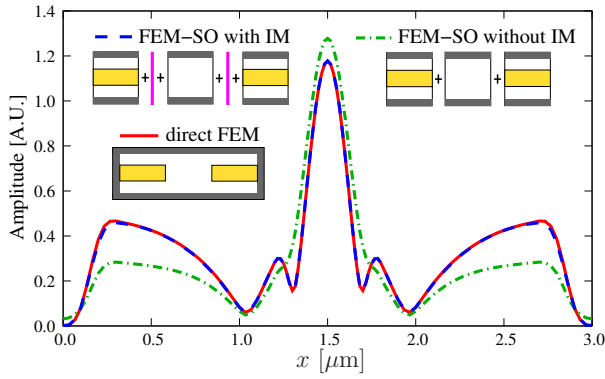 FEM−SO with IM
FEM−SO without IM
+ + + +
+ +
direct FEM
Amplitude [A.U.]
1.4
1.2
1.0
0.8
0.6
0.4
0.2
0.0
0.0 0.5 1.0 1.5 2.0 2.5 3.0
x [μm]